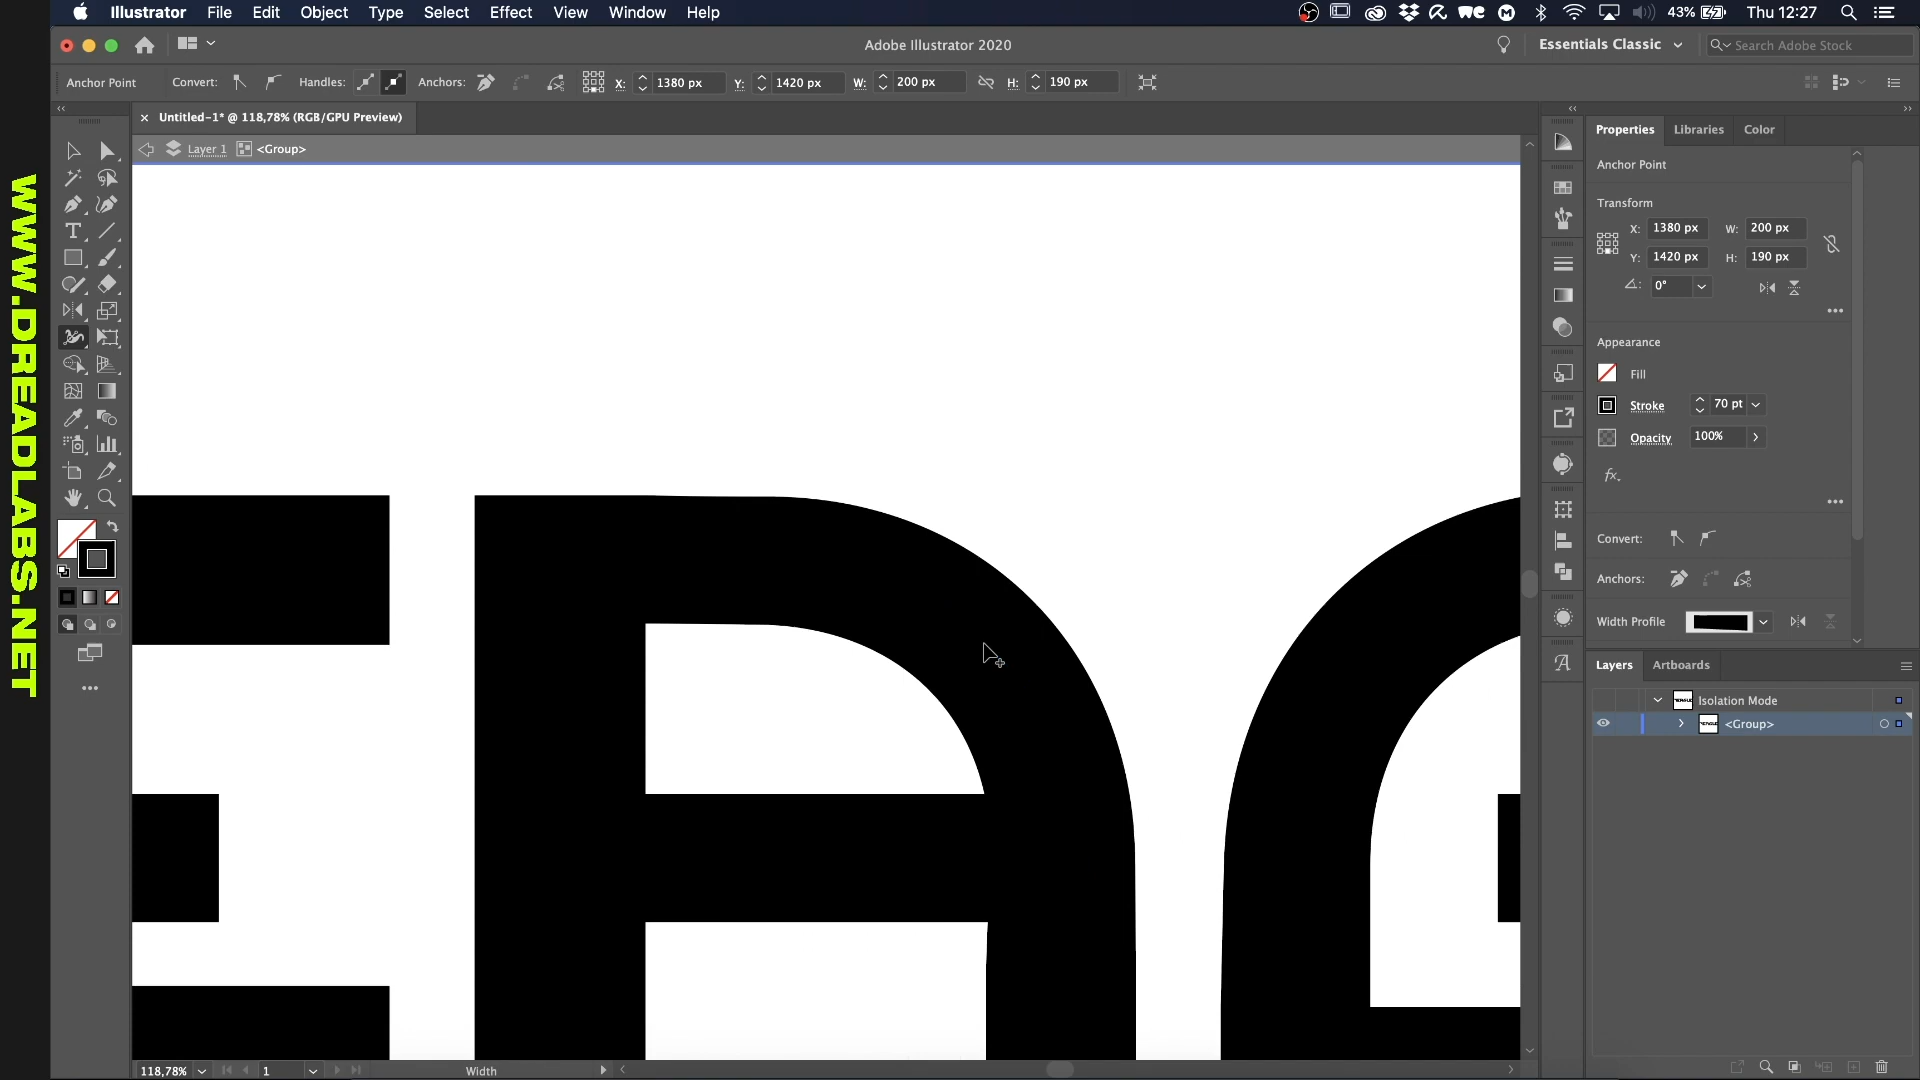 Illustrator File Edit Object Type Select Effect View Window Help 43% Thu 12:27
Adobe Illustrator 2020
Essentials Classic
Search Adobe Stock
Anchor Point Convert: Handles: Anchors: X: 1380 px Y: 1420 px W: 200 px H: 190 px
× Untitled-1* @ 118,78% (RGB/GPU Preview)
Layer 1 <Group>
WWW.DREADLABS.NET
Properties Libraries Color
Anchor Point
Transform
X: 1380 px W: 200 px
Y: 1420 px H: 190 px
0°
Appearance
Fill
Stroke 70 pt
Opacity 100%
fx.
Convert:
Anchors:
Width Profile
Layers Artboards
Isolation Mode
<Group>
118,78% 1 Width